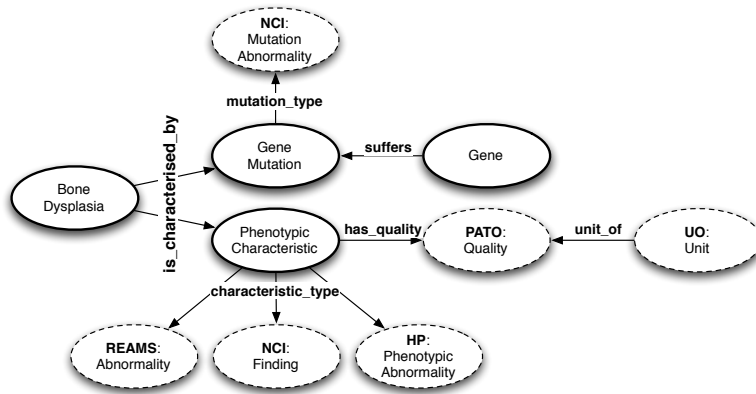 NCI:
Mutation
Abnormality
mutation_type
is_characterised_by
Gene
Mutation
suffers
Gene
Bone
Dysplasia
Phenotypic
Characteristic
has_quality
PATO:
Quality
unit_of
UO:
Unit
characteristic_type
REAMS:
Abnormality
NCI:
Finding
HP:
Phenotypic
Abnormality